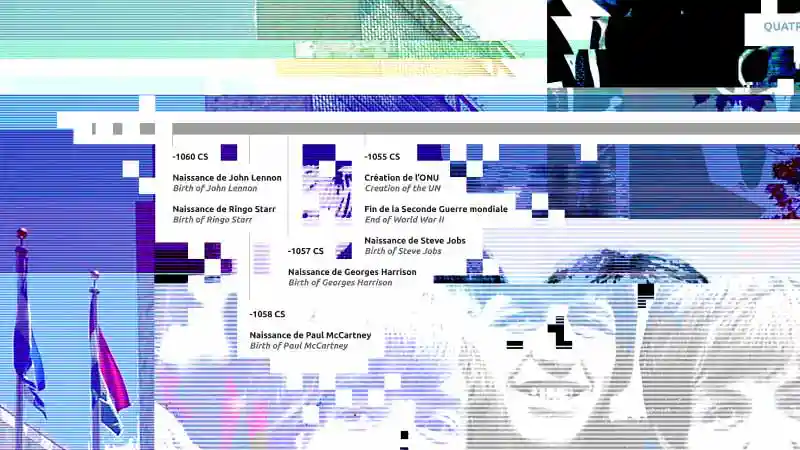 QUATR
-1060 CS
Naissance de John Lennon
Birth of John Lennon
Naissance de Ringo Starr
Birth of Ringo Starr
-1055 CS
Création de l'ONU
Creation of the UN
Fin de la Seconde Guerre mondiale
End of World War II
Naissance de Steve Jobs
Birth of Steve Jobs
-1057 CS
Naissance de Georges Harrison
Birth of Georges Harrison
-1058 CS
Naissance de Paul McCartney
Birth of Paul McCartney